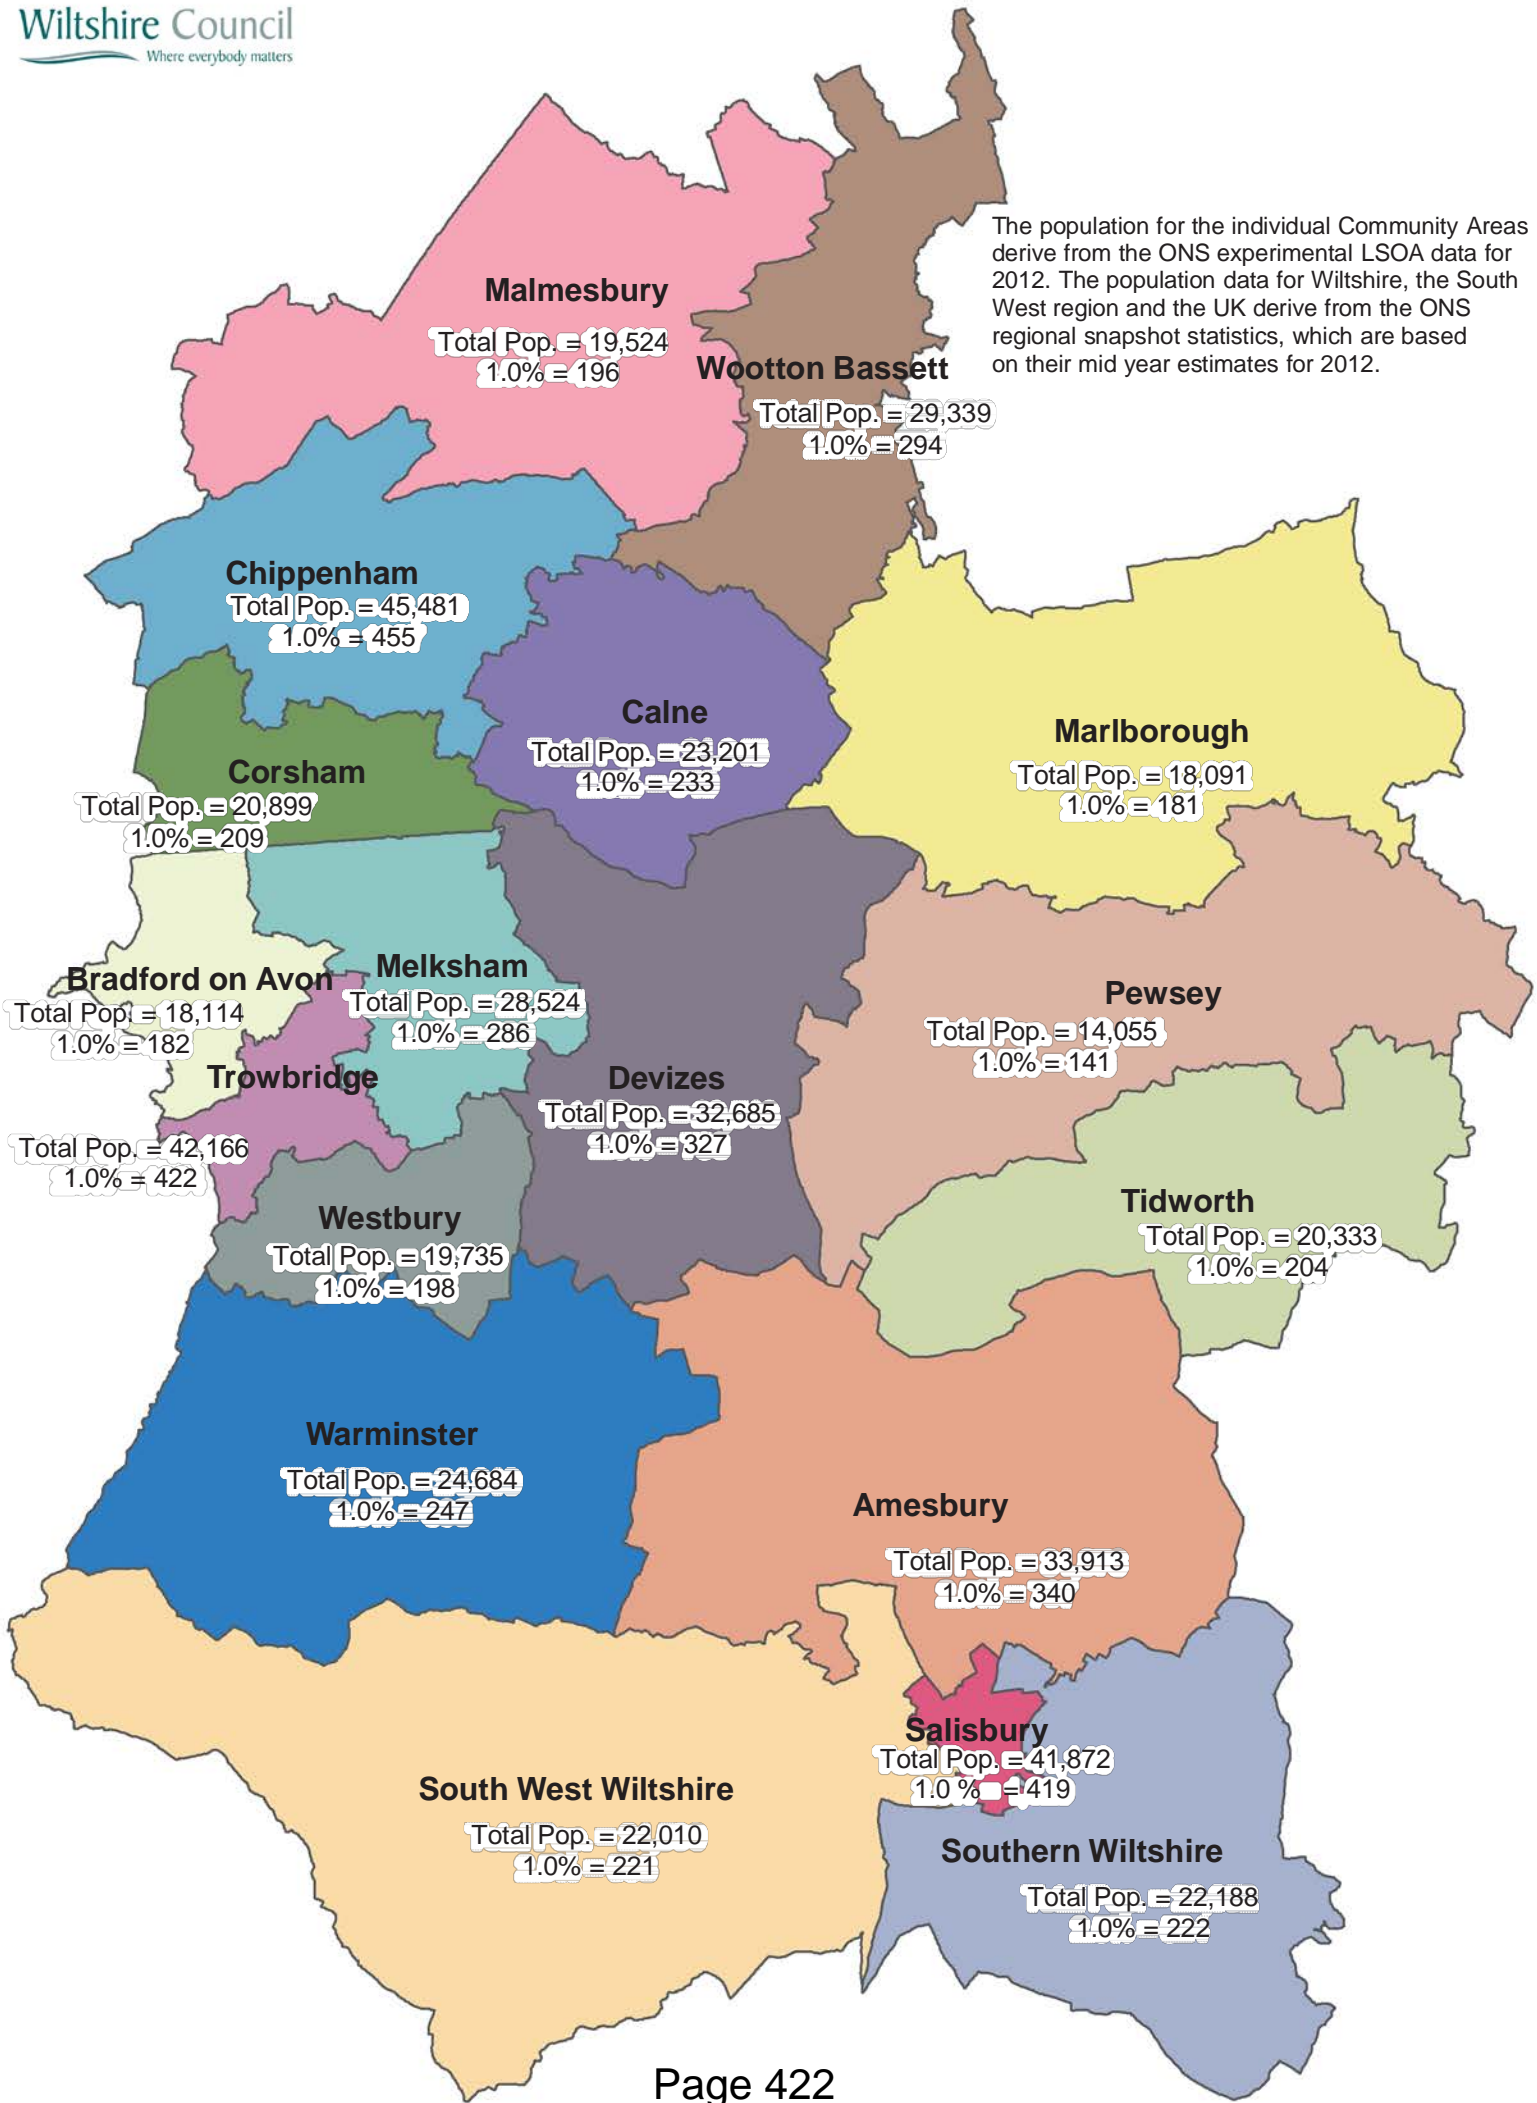 Wiltshire Council
Where everybody matters
The population for the individual Community Areas
derive from the ONS experimental LSOA data for
2012. The population data for Wiltshire, the South
West region and the UK derive from the ONS
regional snapshot statistics, which are based
on their mid year estimates for 2012.
Malmesbury
Total Pop. = 19,524
1.0% = 196
Wootton Bassett
Total Pop. = 29,339
1.0% = 294
Chippenham
Total Pop. = 45,481
1.0% = 455
Calne
Total Pop. = 23,201
1.0% = 233
Marlborough
Total Pop. = 18,091
1.0% = 181
Corsham
Total Pop. = 20,899
1.0% = 209
Bradford on Avon
Total Pop. = 18,114
1.0% = 182
Melksham
Total Pop. = 28,524
1.0% = 286
Pewsey
Total Pop. = 14,055
1.0% = 141
Trowbridge
Total Pop. = 42,166
1.0% = 422
Devizes
Total Pop. = 32,685
1.0% = 327
Tidworth
Total Pop. = 20,333
1.0% = 204
Westbury
Total Pop. = 19,735
1.0% = 198
Warminster
Total Pop. = 24,684
1.0% = 247
Amesbury
Total Pop. = 33,913
1.0% = 340
Salisbury
Total Pop. = 41,872
1.0 % = 419
South West Wiltshire
Total Pop. = 22,010
1.0% = 221
Southern Wiltshire
Total Pop. = 22,188
1.0% = 222
Page 422